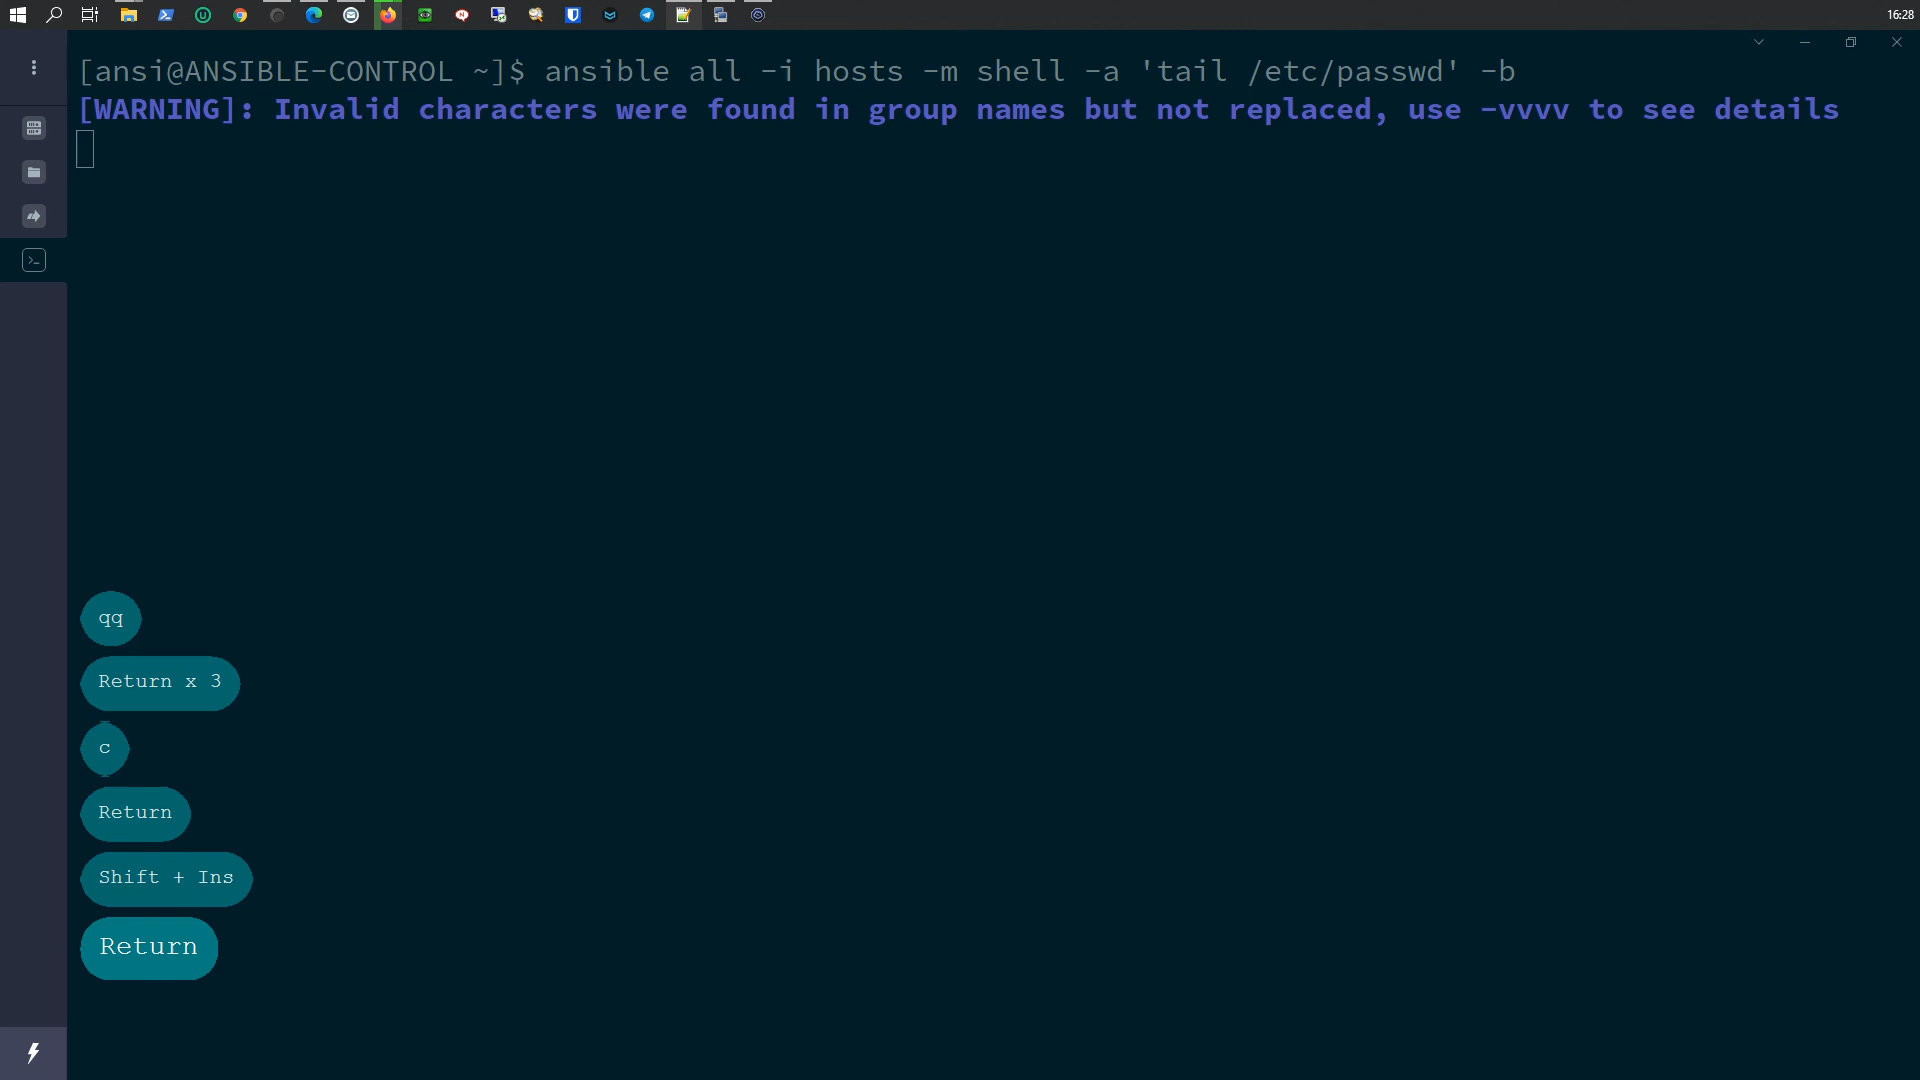 16:28
[ansi@ANSIBLE-CONTROL ~]$ ansible all -i hosts -m shell -a 'tail /etc/passwd' -b
[WARNING]: Invalid characters were found in group names but not replaced, use -vvvv to see details
qq
Return x 3
c
Return
Shift + Ins
Return